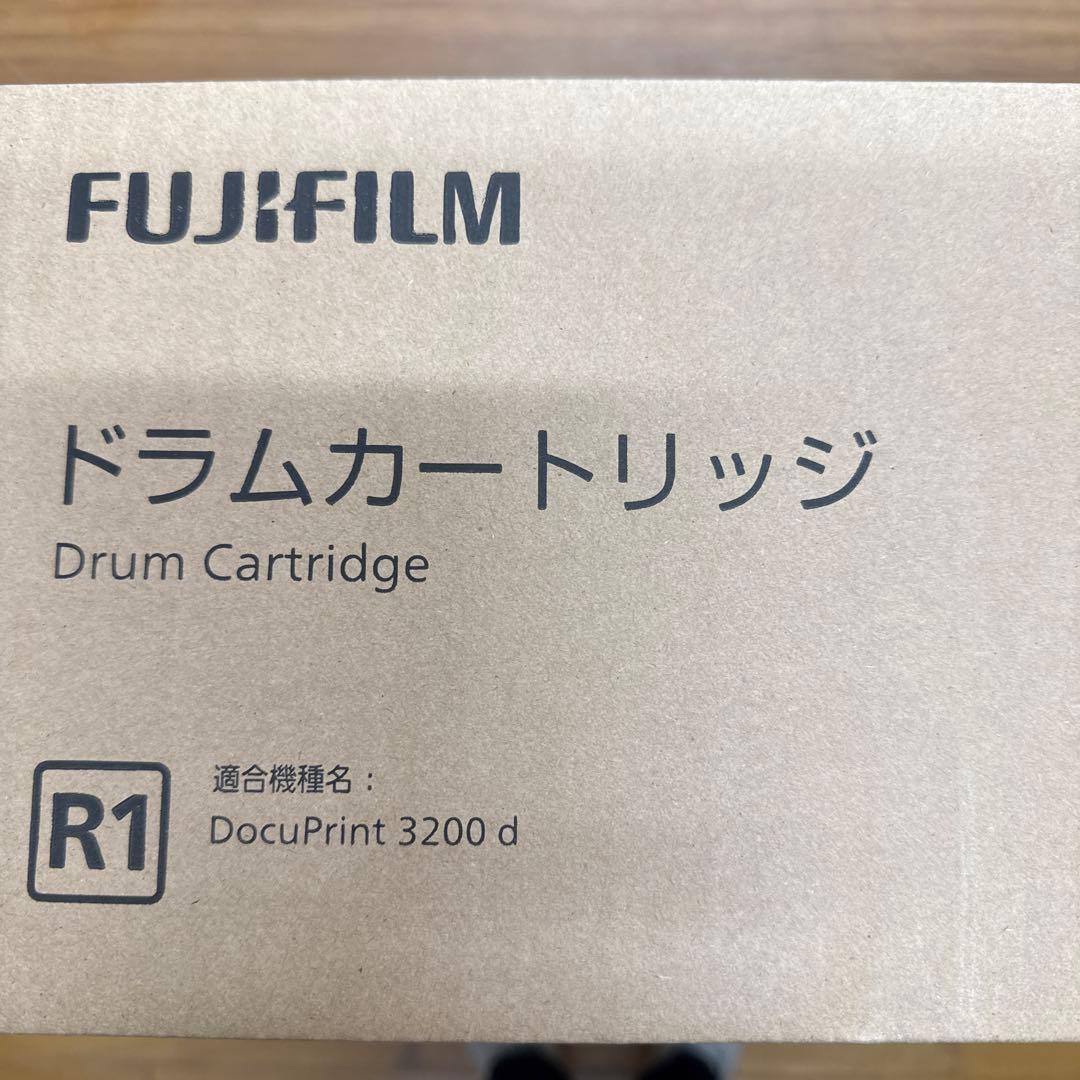 FUJIFILM
ドラムカートリッジ
Drum Cartridge
R1
適合機種名：
DocuPrint 3200 d